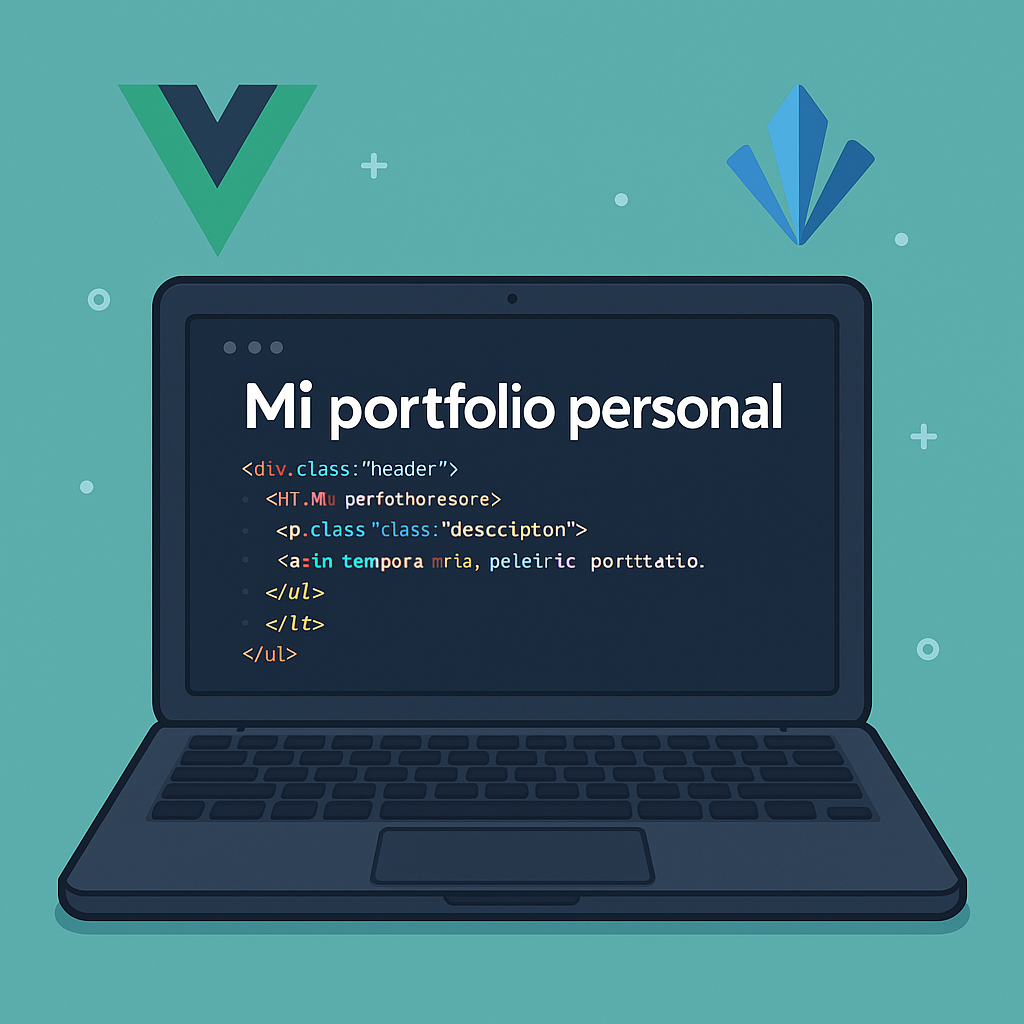 Mi portfolio personal
<div.class:"header">
<HT.Mlu perfothoresore>
<p.class "class:"desccipton">
<a=in tempora mria, peleiric porttatio.
</ul>
</lt>
</ul>